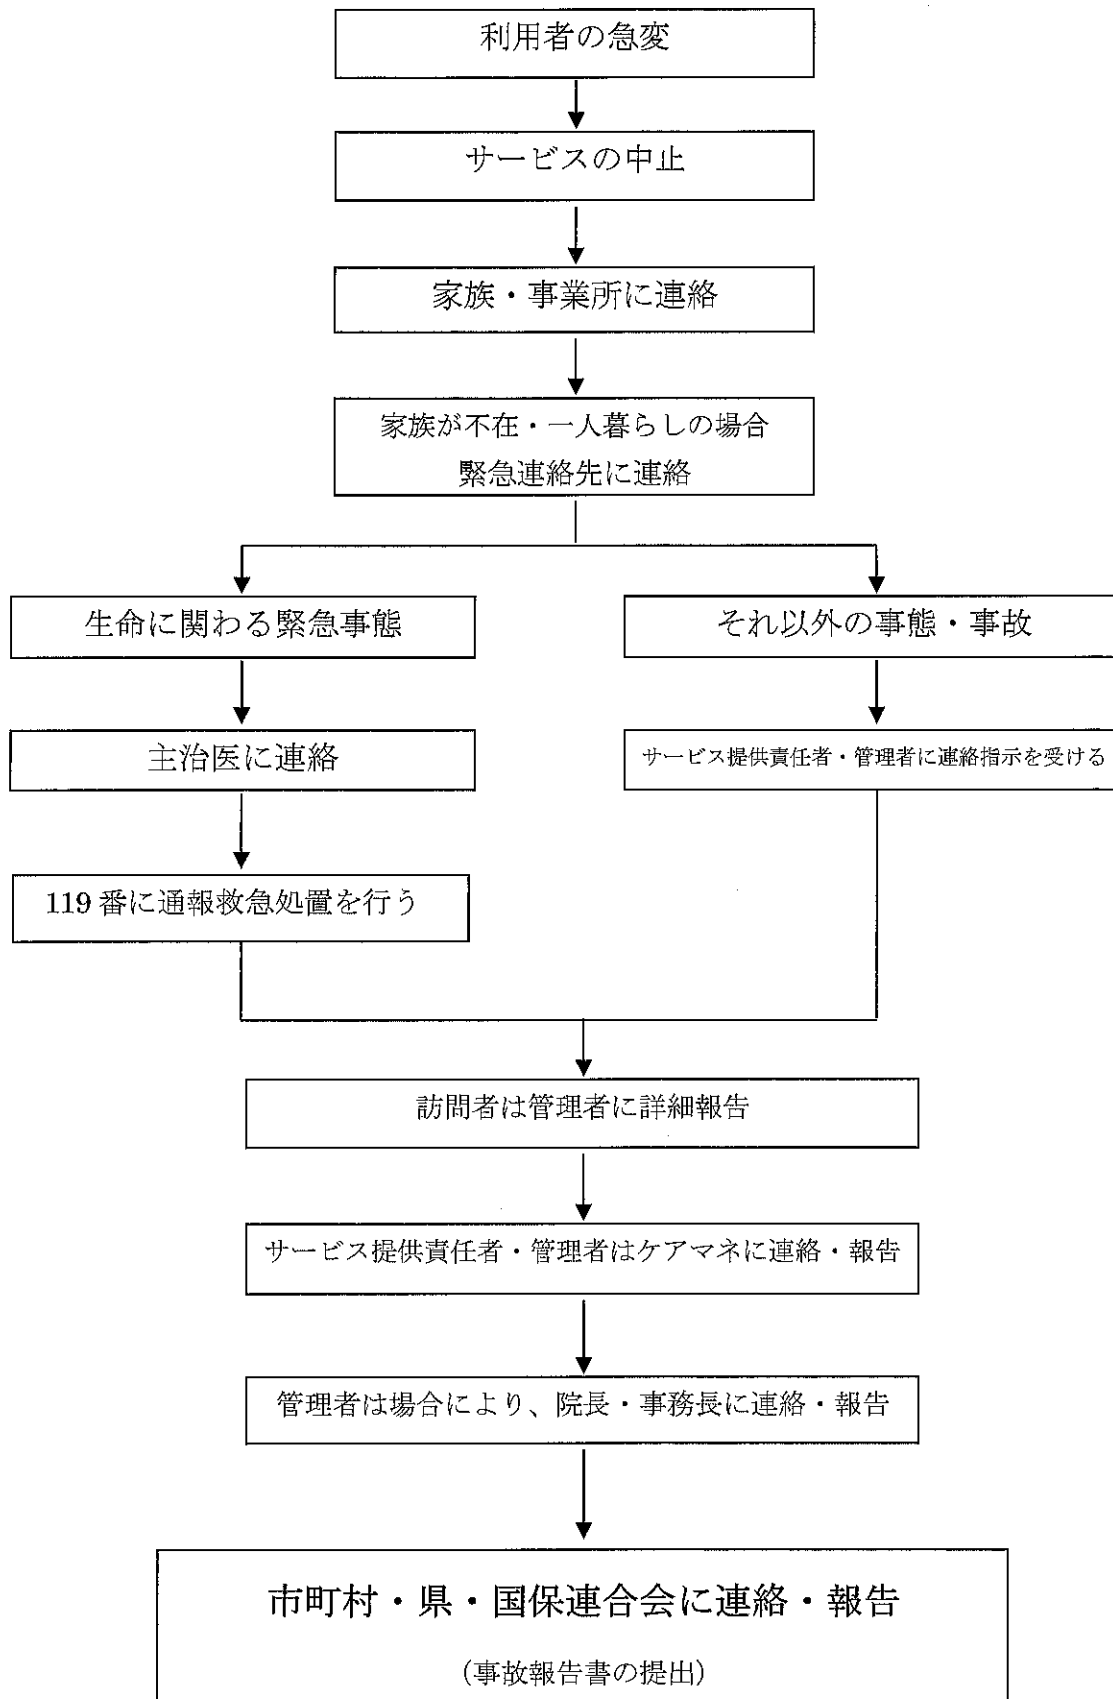 利用者の急変
サービスの中止
家族・事業所に連絡
家族が不在・一人暮らしの場合
緊急連絡先に連絡
生命に関わる緊急事態
それ以外の事態・事故
主治医に連絡
サービス提供責任者・管理者に連絡指示を受ける
119番に通報救急処置を行う
訪問者は管理者に詳細報告
サービス提供責任者・管理者はケアマネに連絡・報告
管理者は場合により、院長・事務長に連絡・報告
市町村・県・国保連合会に連絡・報告
(事故報告書の提出)